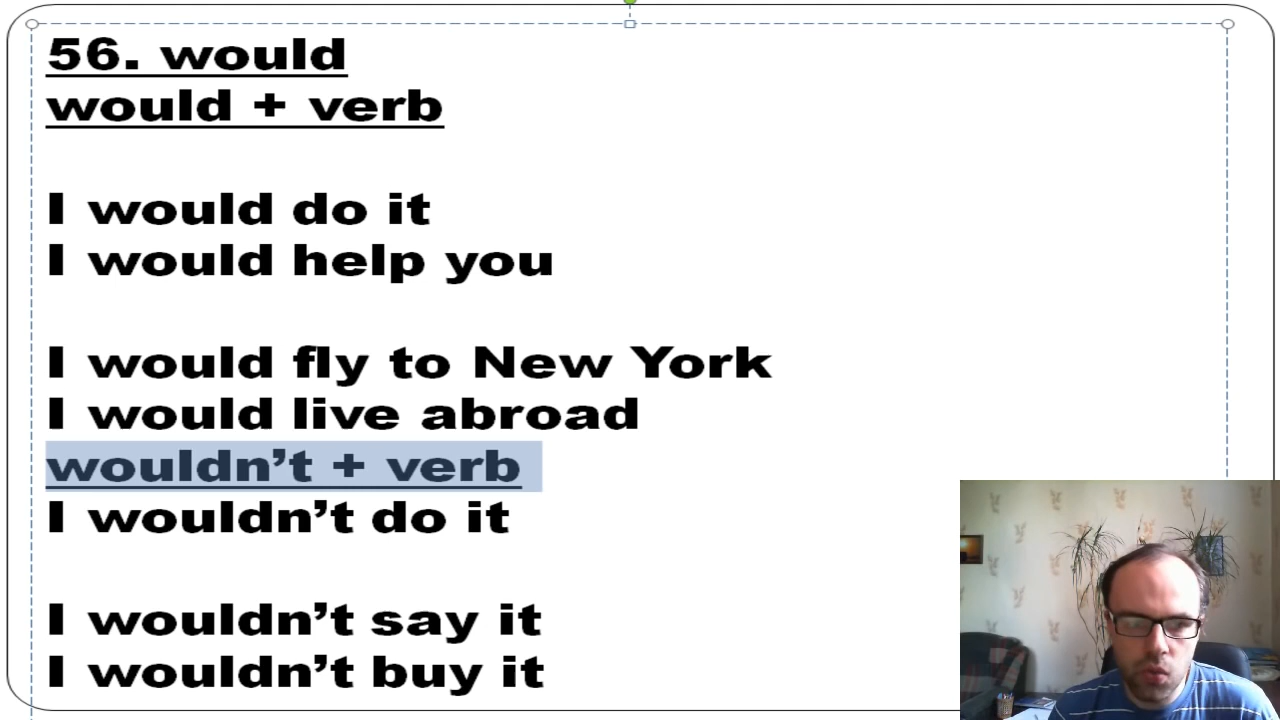 56. would
would + verb
I would do it
I would help you
I would fly to New York
I would live abroad
wouldn’t + verb
I wouldn’t do it
I wouldn’t say it
I wouldn’t buy it